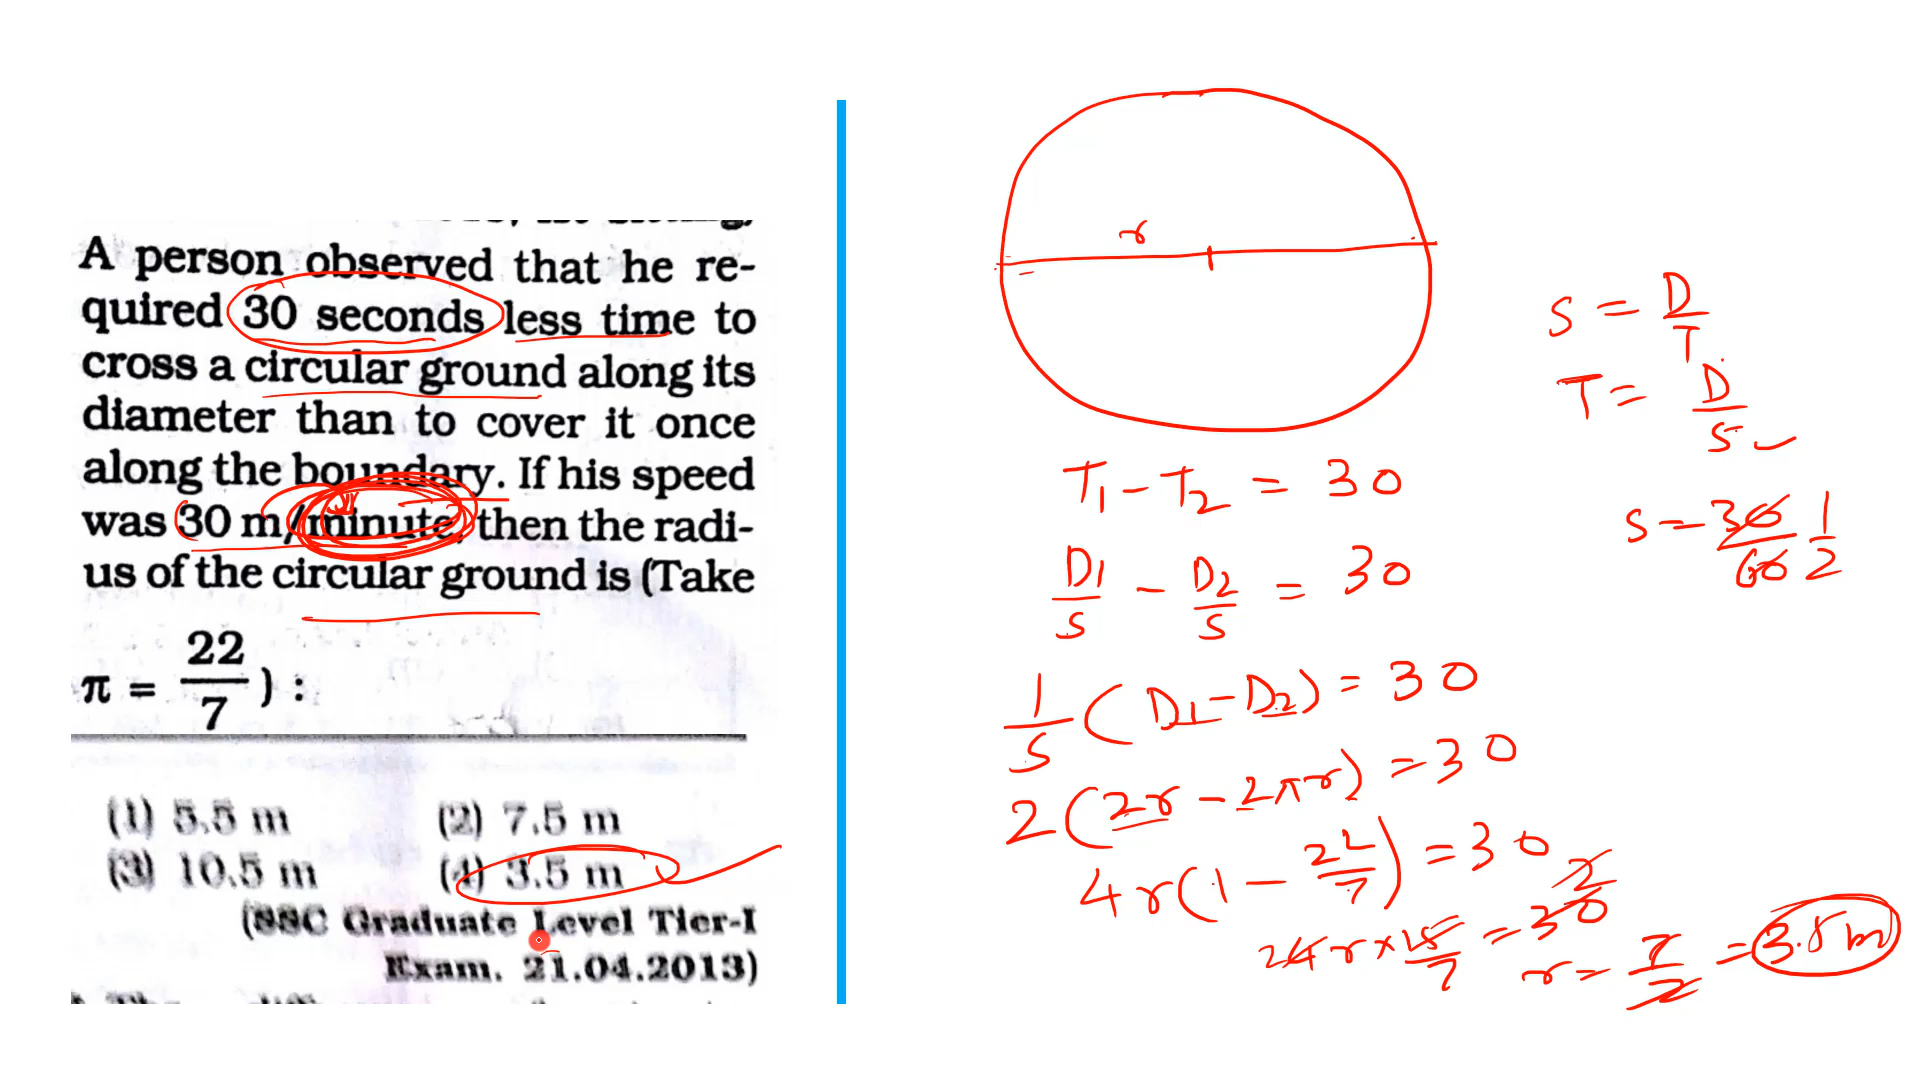 A person observed that he re-
quired 30 seconds less time to
cross a circular ground along its
diameter than to cover it once
along the boundary. If his speed
was 30 m/minute, then the radi-
us of the circular ground is (Take
π = 22/7 ) :
(1) 5.5 m (2) 7.5 m
(3) 10.5 m (4) 3.5 m
(SSC Graduate Level Tier-I
Exam. 21.04.2013)
r
S = D/T
T = D/S
T1 - T2 = 30
S = 30/60 1/2
D1/S - D2/S = 30
1/S (D1 - D2) = 30
2 (2r - 2πr) = 30
4r (1 - 22/7) = 30
r × 15/7 = 30 2
r = 7/2 = 3.5 m